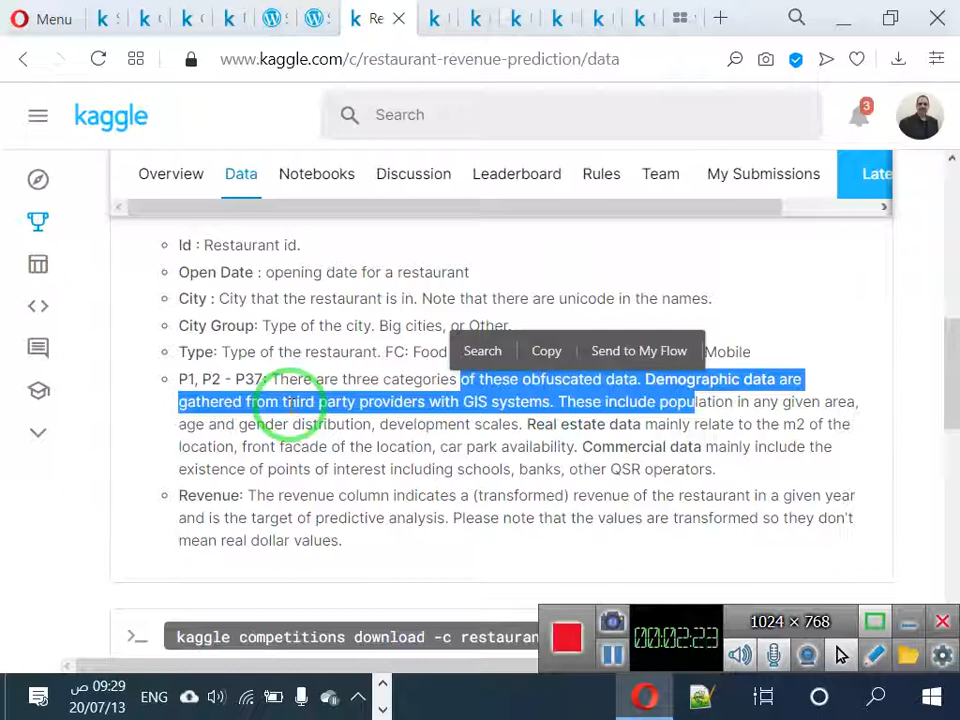 Menu
Re
www.kaggle.com/c/restaurant-revenue-prediction/data
kaggle
Search
3
Overview
Data
Notebooks
Discussion
Leaderboard
Rules
Team
My Submissions
Late
Id : Restaurant id.
Open Date : opening date for a restaurant
City : City that the restaurant is in. Note that there are unicode in the names.
City Group: Type of the city. Big cities, or Other.
Search
Copy
Send to My Flow
Type: Type of the restaurant. FC: Food Mobile
P1, P2 - P37: There are three categories of these obfuscated data. Demographic data are
gathered from third party providers with GIS systems. These include population in any given area,
age and gender distribution, development scales. Real estate data mainly relate to the m2 of the
location, front facade of the location, car park availability. Commercial data mainly include the
existence of points of interest including schools, banks, other QSR operators.
Revenue: The revenue column indicates a (transformed) revenue of the restaurant in a given year
and is the target of predictive analysis. Please note that the values are transformed so they don't
mean real dollar values.
>_ kaggle competitions download -c restauran
00:02:23
1024 × 768
09:29 ص
20/07/13
ENG